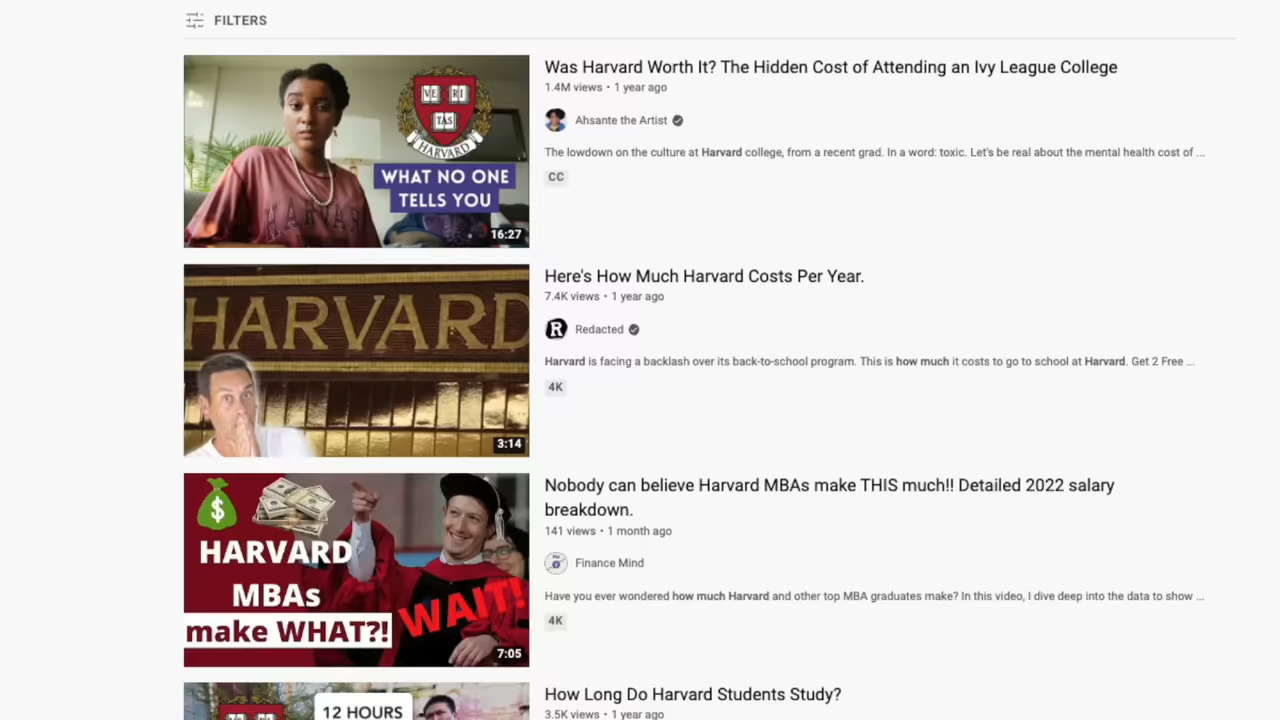 FILTERS
VE RI
TAS
HARVARD
HARVARD
WHAT NO ONE
TELLS YOU
16:27
Was Harvard Worth It? The Hidden Cost of Attending an Ivy League College
1.4M views • 1 year ago
Ahsante the Artist
The lowdown on the culture at Harvard college, from a recent grad. In a word: toxic. Let's be real about the mental health cost of ...
CC
HARVARD
3:14
Here's How Much Harvard Costs Per Year.
7.4K views • 1 year ago
R
Redacted
Harvard is facing a backlash over its back-to-school program. This is how much it costs to go to school at Harvard. Get 2 Free ...
4K
$
HARVARD
MBAs
make WHAT?!
WAIT!
7:05
Nobody can believe Harvard MBAs make THIS much!! Detailed 2022 salary
breakdown.
141 views • 1 month ago
Finance Mind
Have you ever wondered how much Harvard and other top MBA graduates make? In this video, I dive deep into the data to show ...
4K
12 HOURS
How Long Do Harvard Students Study?
3.5K views • 1 year ago